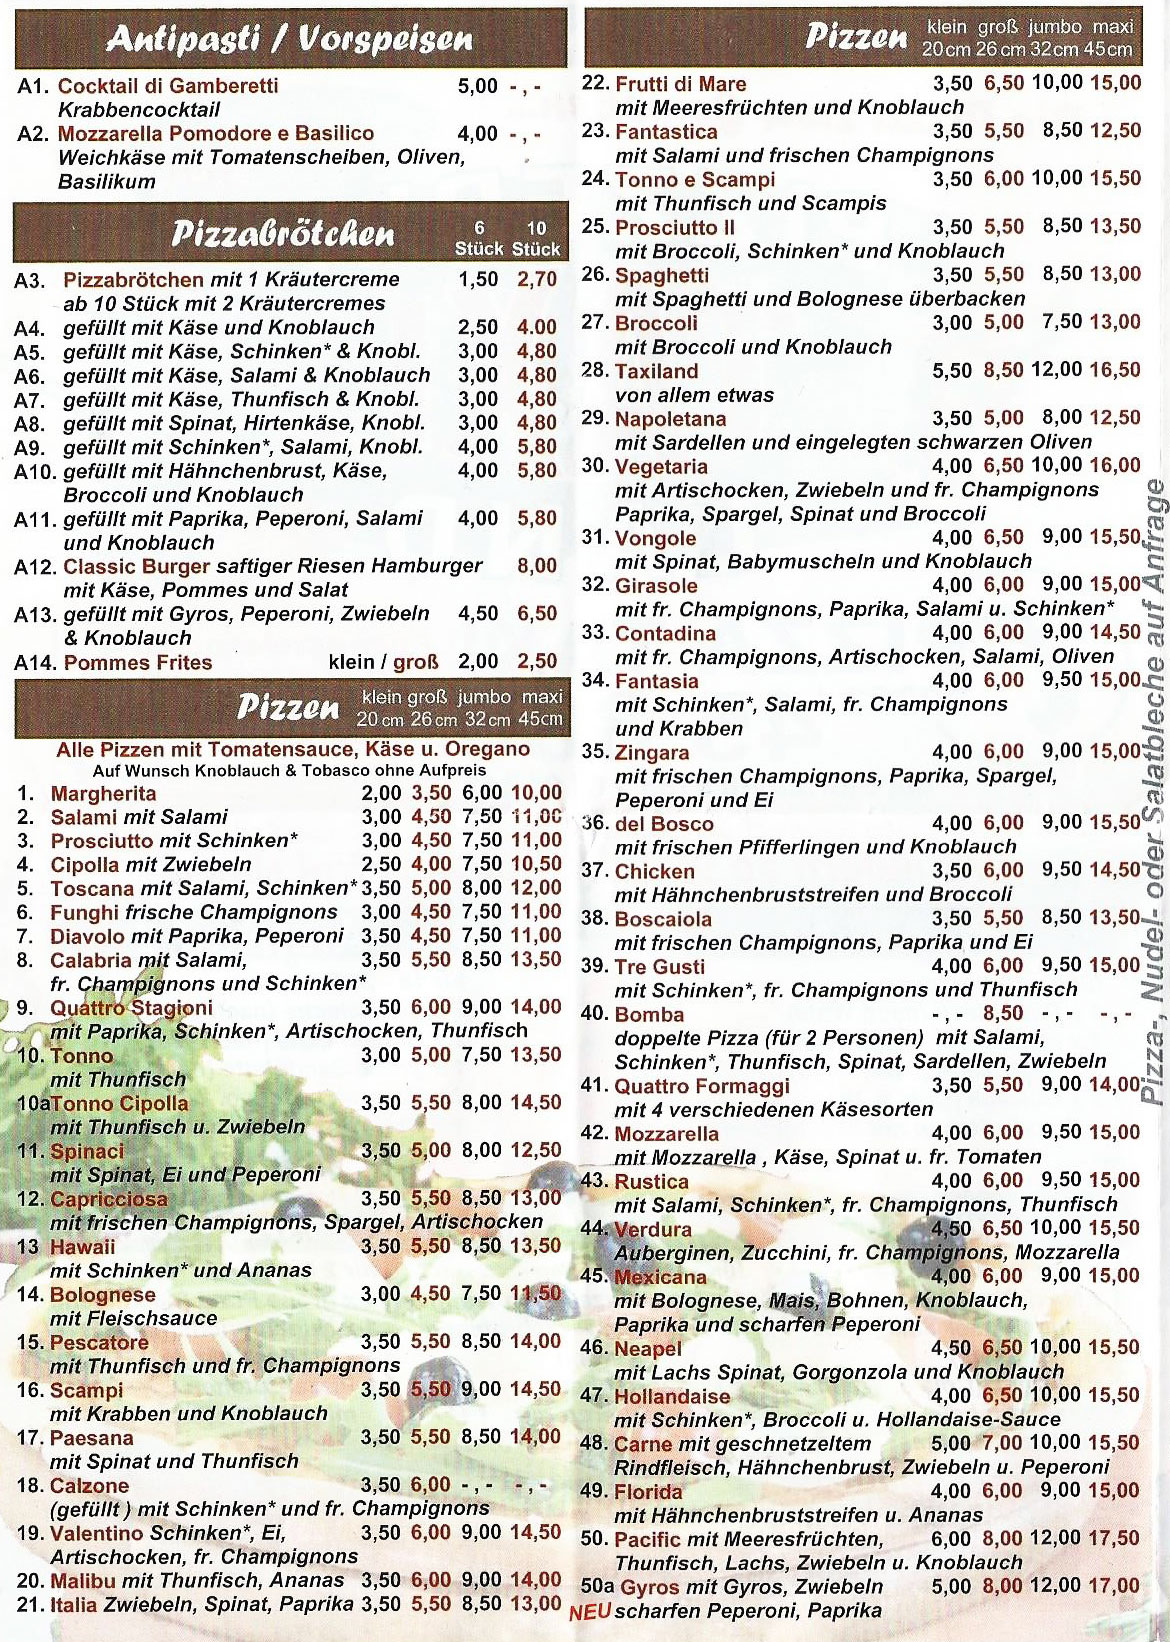 Antipasti / Vorspeisen
A1. Cocktail di Gamberetti 5,00 -,-
Krabbencocktail
A2. Mozzarella Pomodore e Basilico 4,00 -,-
Weichkäse mit Tomatenscheiben, Oliven,
Basilikum
Pizzabrötchen 6 Stück 10 Stück
A3. Pizzabrötchen mit 1 Kräutercreme 1,50 2,70
ab 10 Stück mit 2 Kräutercremes
A4. gefüllt mit Käse und Knoblauch 2,50 4.00
A5. gefüllt mit Käse, Schinken* & Knobl. 3,00 4,80
A6. gefüllt mit Käse, Salami & Knoblauch 3,00 4,80
A7. gefüllt mit Käse, Thunfisch & Knobl. 3,00 4,80
A8. gefüllt mit Spinat, Hirtenkäse, Knobl. 3,00 4,80
A9. gefüllt mit Schinken*, Salami, Knobl. 4,00 5,80
A10. gefüllt mit Hähnchenbrust, Käse, 4,00 5,80
Broccoli und Knoblauch
A11. gefüllt mit Paprika, Peperoni, Salami 4,00 5,80
und Knoblauch
A12. Classic Burger saftiger Riesen Hamburger 8,00
mit Käse, Pommes und Salat
A13. gefüllt mit Gyros, Peperoni, Zwiebeln 4,50 6,50
& Knoblauch
A14. Pommes Frites klein / groß 2,00 2,50
Pizzen klein groß jumbo maxi
20cm 26cm 32cm 45cm
Alle Pizzen mit Tomatensauce, Käse u. Oregano
Auf Wunsch Knoblauch & Tobasco ohne Aufpreis
1. Margherita 2,00 3,50 6,00 10,00
2. Salami mit Salami 3,00 4,50 7,50 11,00
3. Prosciutto mit Schinken* 3,00 4,50 7,50 11,00
4. Cipolla mit Zwiebeln 2,50 4,00 7,50 10,50
5. Toscana mit Salami, Schinken* 3,50 5,00 8,00 12,00
6. Funghi frische Champignons 3,00 4,50 7,50 11,00
7. Diavolo mit Paprika, Peperoni 3,50 4,50 7,50 11,00
8. Calabria mit Salami, 3,50 5,50 8,50 13,50
fr. Champignons und Schinken*
9. Quattro Stagioni 3,50 6,00 9,00 14,00
mit Paprika, Schinken*, Artischocken, Thunfisch
10. Tonno 3,00 5,00 7,50 13,50
mit Thunfisch
10a Tonno Cipolla 3,50 5,50 8,00 14,50
mit Thunfisch u. Zwiebeln
11. Spinaci 3,50 5,00 8,00 12,50
mit Spinat, Ei und Peperoni
12. Capricciosa 3,50 5,50 8,50 13,00
mit frischen Champignons, Spargel, Artischocken
13 Hawaii 3,50 5,50 8,50 13,50
mit Schinken* und Ananas
14. Bolognese 3,00 4,50 7,50 11,50
mit Fleischsauce
15. Pescatore 3,50 5,50 8,50 14,00
mit Thunfisch und fr. Champignons
16. Scampi 3,50 5,50 9,00 14,50
mit Krabben und Knoblauch
17. Paesana 3,50 5,50 8,50 14,00
mit Spinat und Thunfisch
18. Calzone 3,50 6,00 -,- -,-
(gefüllt ) mit Schinken* und fr. Champignons
19. Valentino Schinken*, Ei, 3,50 6,00 9,00 14,50
Artischocken, fr. Champignons
20. Malibu mit Thunfisch, Ananas 3,50 6,00 9,00 14,00
21. Italia Zwiebeln, Spinat, Paprika 3,50 5,50 8,50 13,00
Pizzen klein groß jumbo maxi
20cm 26cm 32cm 45cm
22. Frutti di Mare 3,50 6,50 10,00 15,00
mit Meeresfrüchten und Knoblauch
23. Fantastica 3,50 5,50 8,50 12,50
mit Salami und frischen Champignons
24. Tonno e Scampi 3,50 6,00 10,00 15,50
mit Thunfisch und Scampis
25. Prosciutto II 3,50 5,50 8,50 13,50
mit Broccoli, Schinken* und Knoblauch
26. Spaghetti 3,50 5,50 8,50 13,00
mit Spaghetti und Bolognese überbacken
27. Broccoli 3,00 5,00 7,50 13,00
mit Broccoli und Knoblauch
28. Taxiland 5,50 8,50 12,00 16,50
von allem etwas
29. Napoletana 3,50 5,00 8,00 12,50
mit Sardellen und eingelegten schwarzen Oliven
30. Vegetaria 4,00 6,50 10,00 16,00
mit Artischocken, Zwiebeln und fr. Champignons
Paprika, Spargel, Spinat und Broccoli
31. Vongole 4,00 6,50 9,00 15,50
mit Spinat, Babymuscheln und Knoblauch
32. Girasole 4,00 6,00 9,00 15,00
mit fr. Champignons, Paprika, Salami u. Schinken*
33. Contadina 4,00 6,00 9,00 14,50
mit fr. Champignons, Artischocken, Salami, Oliven
34. Fantasia 4,00 6,00 9,50 15,00
mit Schinken*, Salami, fr. Champignons
und Krabben
35. Zingara 4,00 6,00 9,00 15,00
mit frischen Champignons, Paprika, Spargel,
Peperoni und Ei
36. del Bosco 4,00 6,00 9,00 15,50
mit frischen Pfifferlingen und Knoblauch
37. Chicken 3,50 6,00 9,50 14,50
mit Hähnchenbruststreifen und Broccoli
38. Boscaiola 3,50 5,50 8,50 13,50
mit frischen Champignons, Paprika und Ei
39. Tre Gusti 4,00 6,00 9,50 15,00
mit Schinken*, fr. Champignons und Thunfisch
40. Bomba -,- 8,50 -,- -,-
doppelte Pizza (für 2 Personen) mit Salami,
Schinken*, Thunfisch, Spinat, Sardellen, Zwiebeln
41. Quattro Formaggi 3,50 5,50 9,00 14,00
mit 4 verschiedenen Käsesorten
42. Mozzarella 4,00 6,00 9,50 15,00
mit Mozzarella , Käse, Spinat u. fr. Tomaten
43. Rustica 4,00 6,00 9,50 15,00
mit Salami, Schinken*, fr. Champignons, Thunfisch
44. Verdura 4,50 6,50 10,00 15,50
Auberginen, Zucchini, fr. Champignons, Mozzarella
45. Mexicana 4,00 6,00 9,00 15,00
mit Bolognese, Mais, Bohnen, Knoblauch,
Paprika und scharfen Peperoni
46. Neapel 4,50 6,50 10,00 15,50
mit Lachs Spinat, Gorgonzola und Knoblauch
47. Hollandaise 4,00 6,50 10,00 15,50
mit Schinken*, Broccoli u. Hollandaise-Sauce
48. Carne mit geschnetzeltem 5,00 7,00 10,00 15,50
Rindfleisch, Hähnchenbrust, Zwiebeln u. Peperoni
49. Florida 4,00 6,00 9,00 15,00
mit Hähnchenbruststreifen u. Ananas
50. Pacific mit Meeresfrüchten, 6,00 8,00 12,00 17,50
Thunfisch, Lachs, Zwiebeln u. Knoblauch
50a Gyros mit Gyros, Zwiebeln 5,00 8,00 12,00 17,00
NEU scharfen Peperoni, Paprika
Pizza-, Nudel- oder Salatbleche auf Anfrage